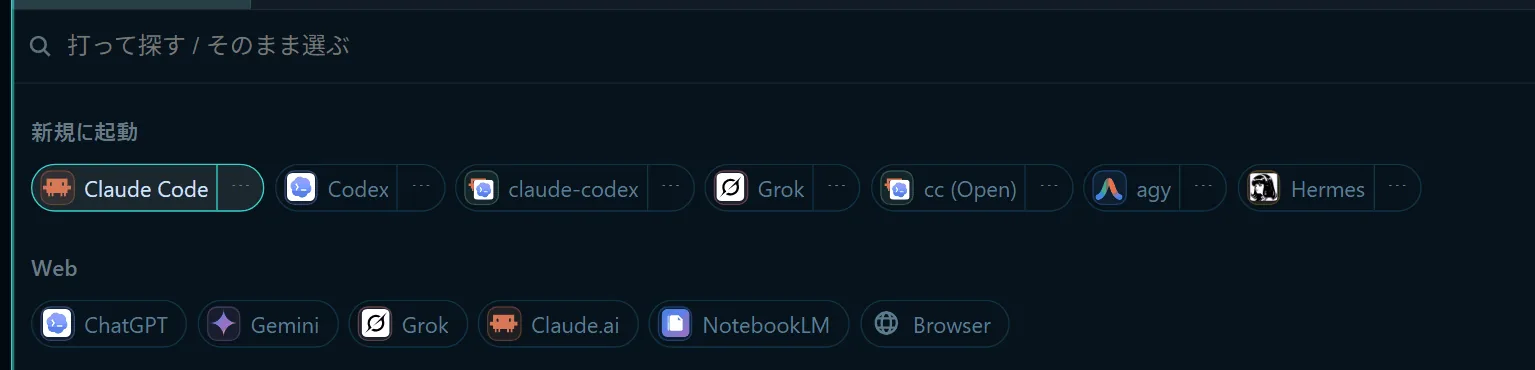 打って探す / そのまま選ぶ
新規に起動
Claude Code ... Codex ... claude-codex ... Grok ... cc (Open) ... agy ... Hermes ...
Web
ChatGPT Gemini Grok Claude.ai NotebookLM Browser